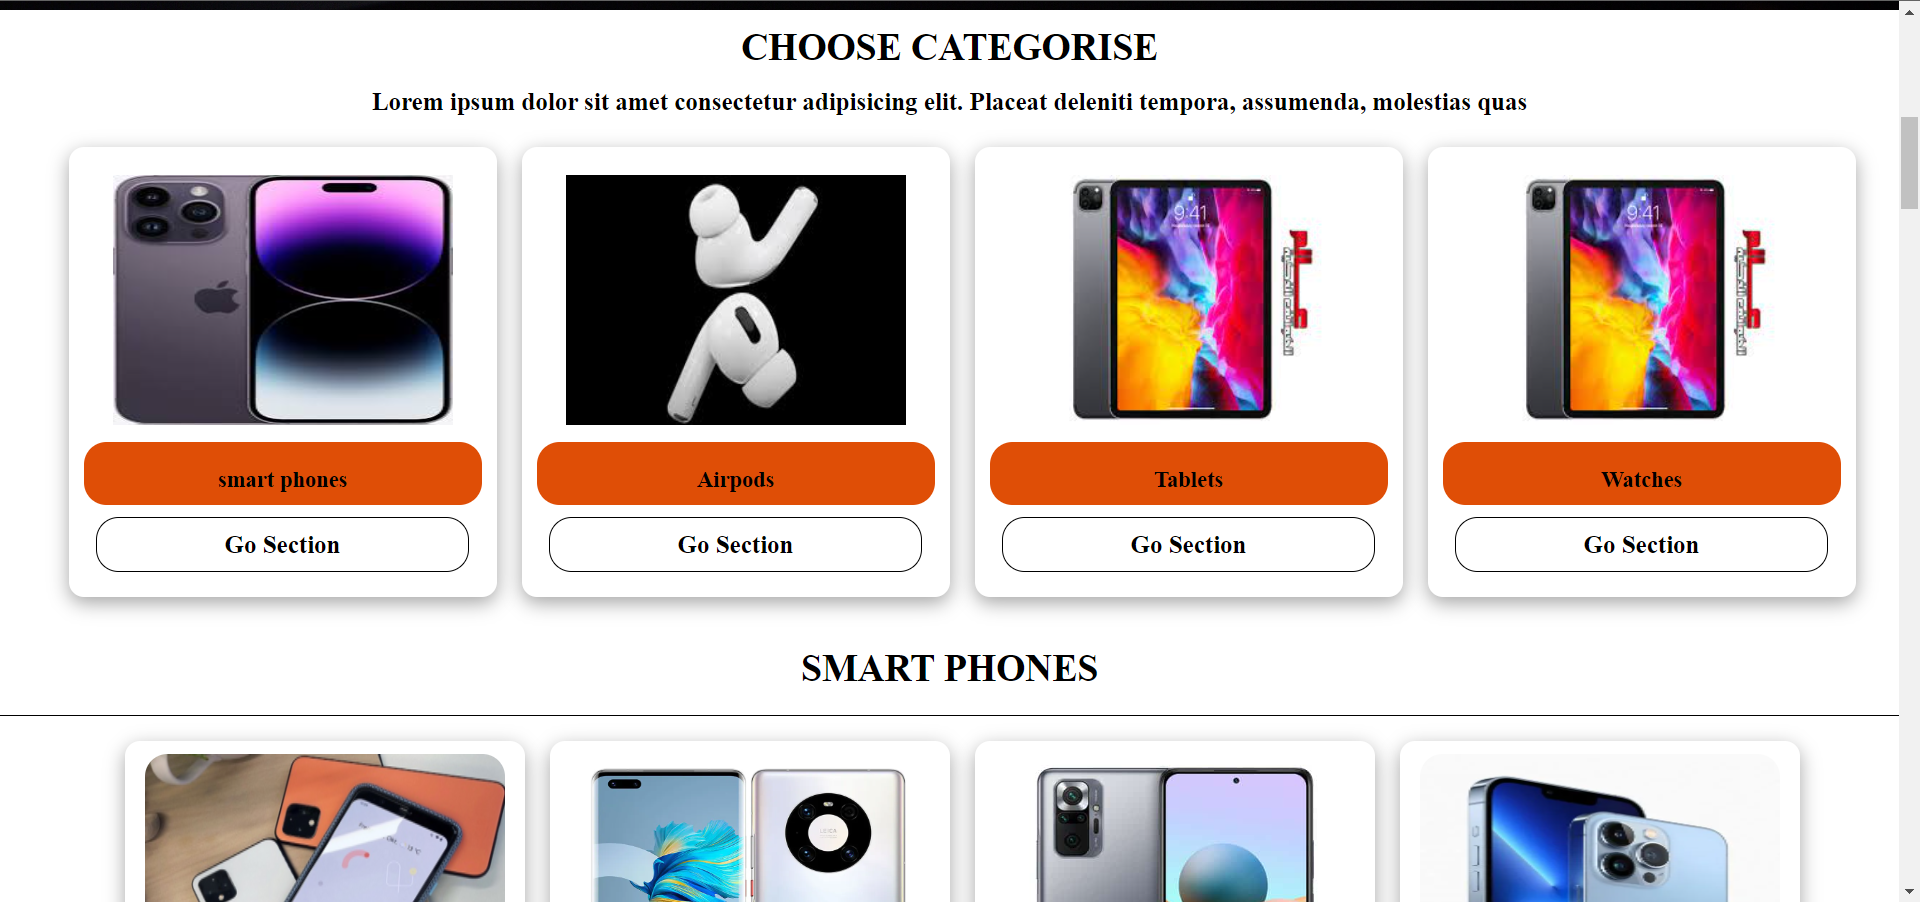 CHOOSE CATEGORISE
Lorem ipsum dolor sit amet consectetur adipisicing elit. Placeat deleniti tempora, assumenda, molestias quas
9:41
9:41
smart phones
Airpods
Tablets
Watches
Go Section
Go Section
Go Section
Go Section
SMART PHONES
LEICA